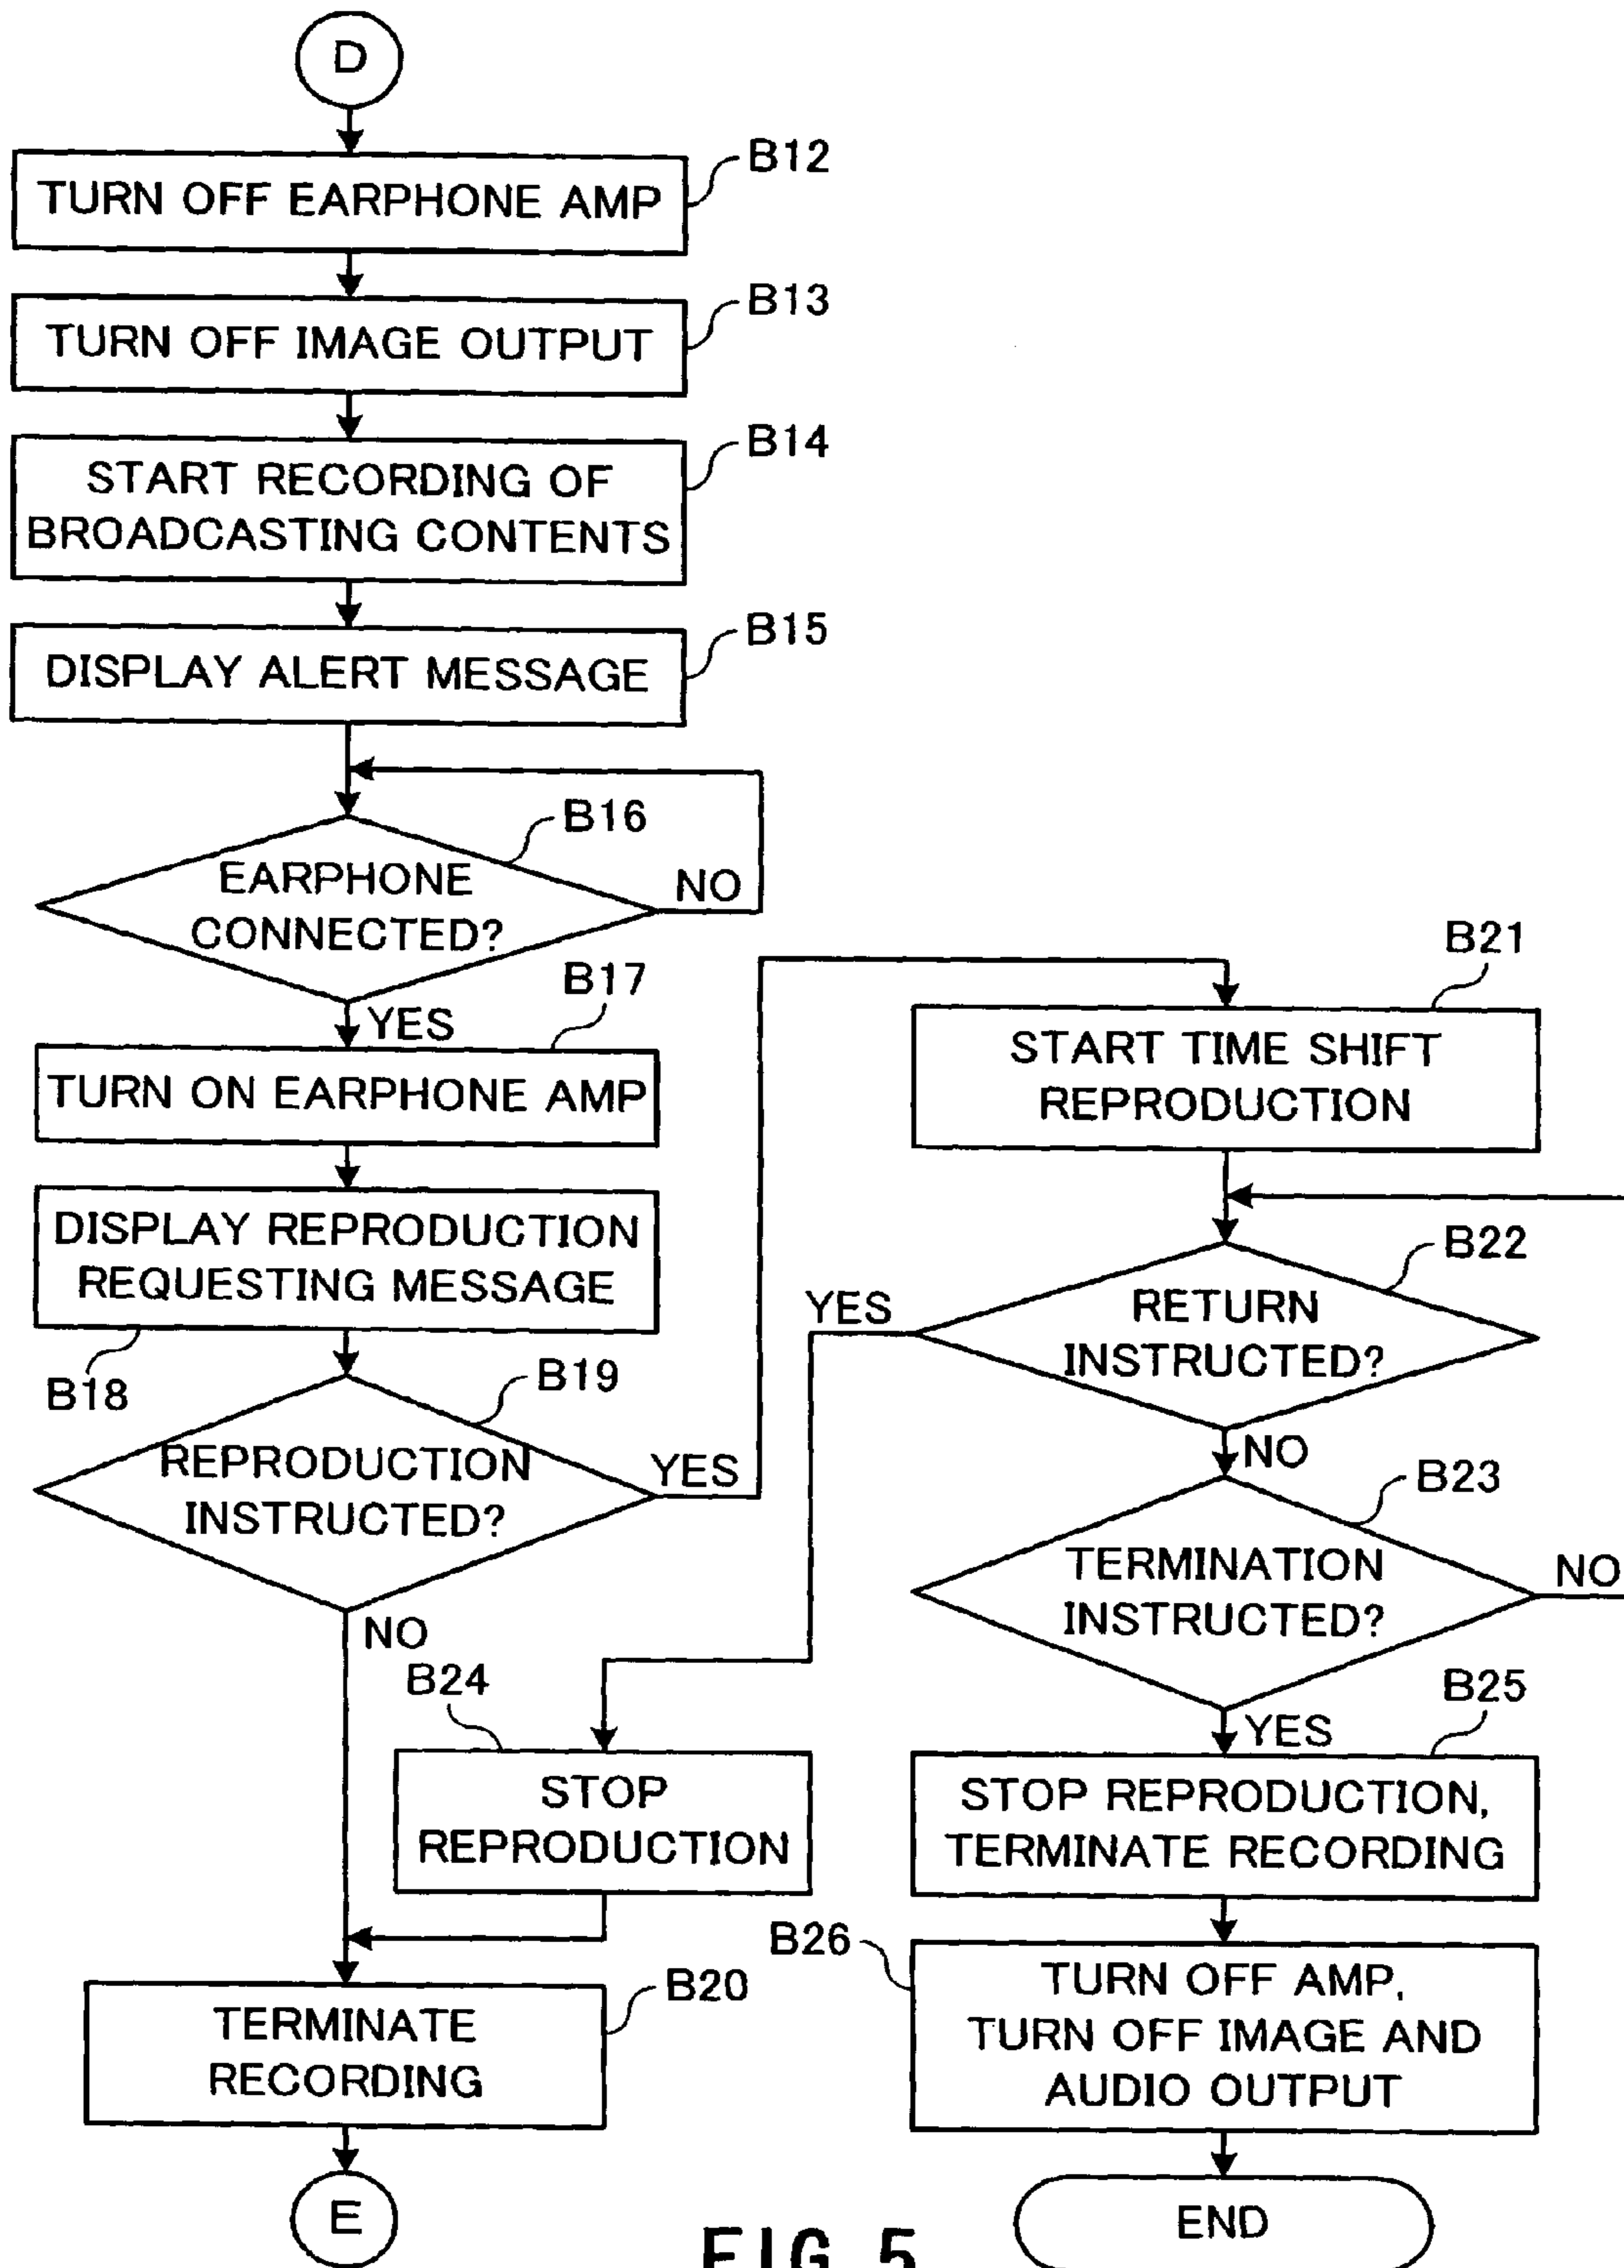 D
B12
TURN OFF EARPHONE AMP
B13
TURN OFF IMAGE OUTPUT
B14
START RECORDING OF
BROADCASTING CONTENTS
B15
DISPLAY ALERT MESSAGE
B16
EARPHONE
CONNECTED?
NO
B17
YES
TURN ON EARPHONE AMP
DISPLAY REPRODUCTION
REQUESTING MESSAGE
B18
B19
REPRODUCTION
INSTRUCTED?
YES
NO
B21
START TIME SHIFT
REPRODUCTION
B22
RETURN
INSTRUCTED?
YES
NO
B23
TERMINATION
INSTRUCTED?
NO
YES
B24
STOP
REPRODUCTION
B25
STOP REPRODUCTION,
TERMINATE RECORDING
B20
TERMINATE
RECORDING
B26
TURN OFF AMP,
TURN OFF IMAGE AND
AUDIO OUTPUT
E
END
FIG. 5